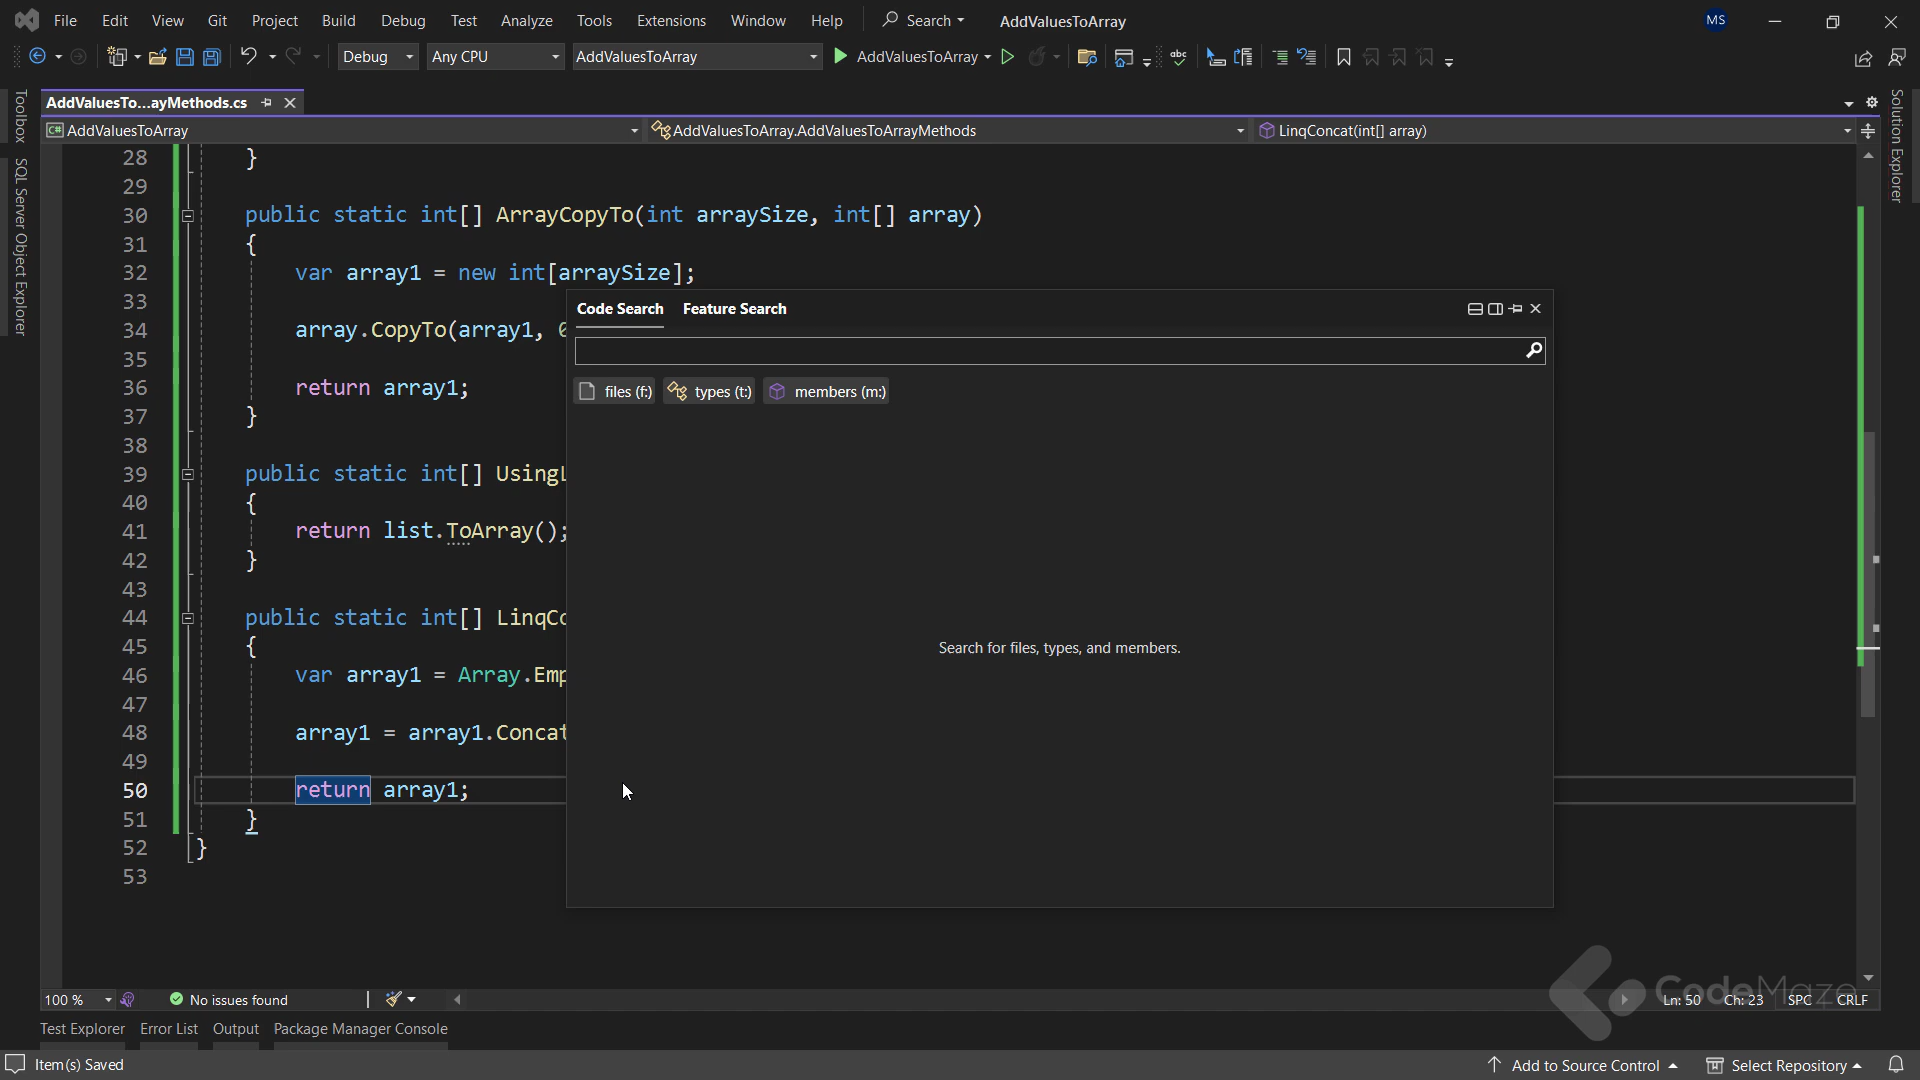 File Edit View Git Project Build Debug Test Analyze Tools Extensions Window Help Search AddValuesToArray MS
Debug Any CPU AddValuesToArray AddValuesToArray abc
AddValuesTo...ayMethods.cs
C# AddValuesToArray AddValuesToArray.AddValuesToArrayMethods LinqConcat(int[] array)
Toolbox
SQL Server Object Explorer
Solution Explorer
28 }
29
30 public static int[] ArrayCopyTo(int arraySize, int[] array)
31 {
32 var array1 = new int[arraySize];
33
34 array.CopyTo(array1, 0
35
36 return array1;
37 }
38
39 public static int[] UsingL
40 {
41 return list.ToArray();
42 }
43
44 public static int[] LinqCo
45 {
46 var array1 = Array.Emp
47
48 array1 = array1.Concat
49
50 return array1;
51 }
52 }
53
Code Search Feature Search
files (f:) types (t:) members (m:)
Search for files, types, and members.
CodeMaze
100 % No issues found Ln: 50 Ch: 23 SPC CRLF
Test Explorer Error List Output Package Manager Console
Item(s) Saved Add to Source Control Select Repository